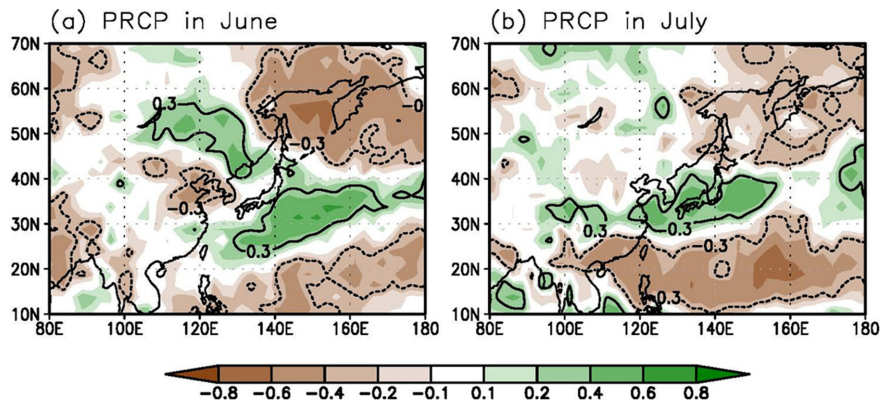 (a) PRCP in June
(b) PRCP in July
70N
60N
50N
40N
30N
20N
10N
80E
100E
120E
140E
160E
180
0.3
-0.3
-0.3
-0.3
70N
60N
50N
40N
30N
20N
10N
80E
100E
120E
140E
160E
180
0.3
-0.3
-0.3
-0.8
-0.6
-0.4
-0.2
-0.1
0.1
0.2
0.4
0.6
0.8